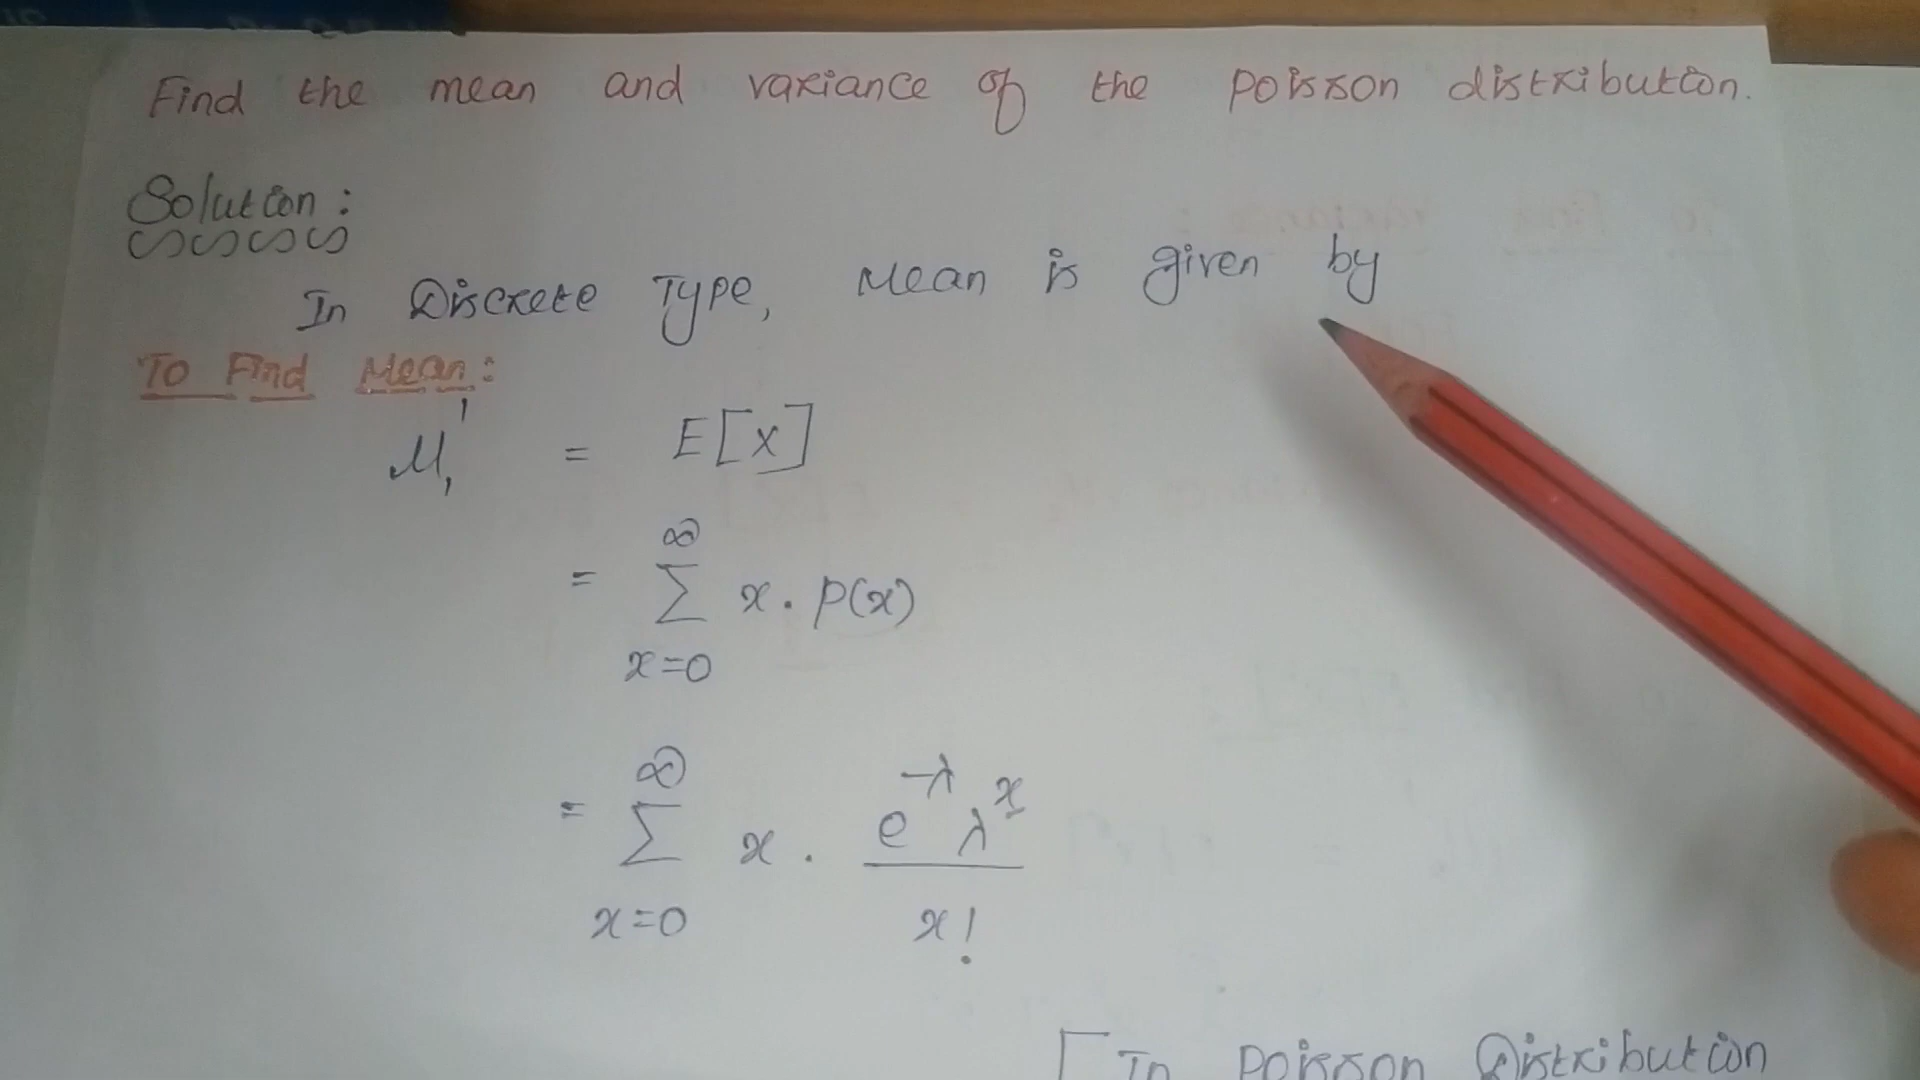 Find the mean and variance of the Poisson distribution.
Solution:
In Discrete Type, Mean is given by
To Find Mean:
μ₁' = E[X]
= ∑_{x=0}^{∞} x . P(x)
= ∑_{x=0}^{∞} x . (e^{-λ} λ^x) / x!
[In Poisson Distribution